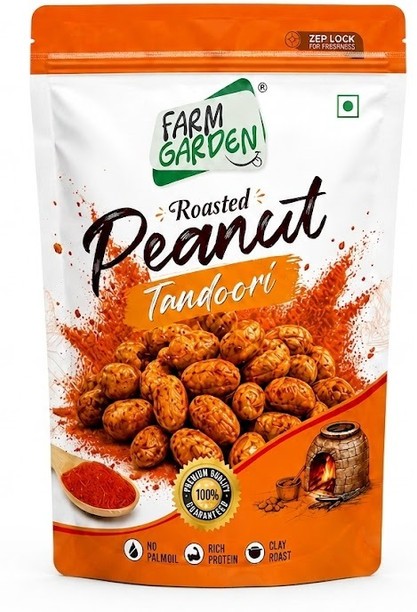 ZEP LOCK
FOR FRESHNESS
FARM
GARDEN
®
Roasted
Peanut
Tandoori
PREMIUM QUALITY
100%
GUARANTEED
NO
PALMOIL
RICH
PROTEIN
CLAY
ROAST